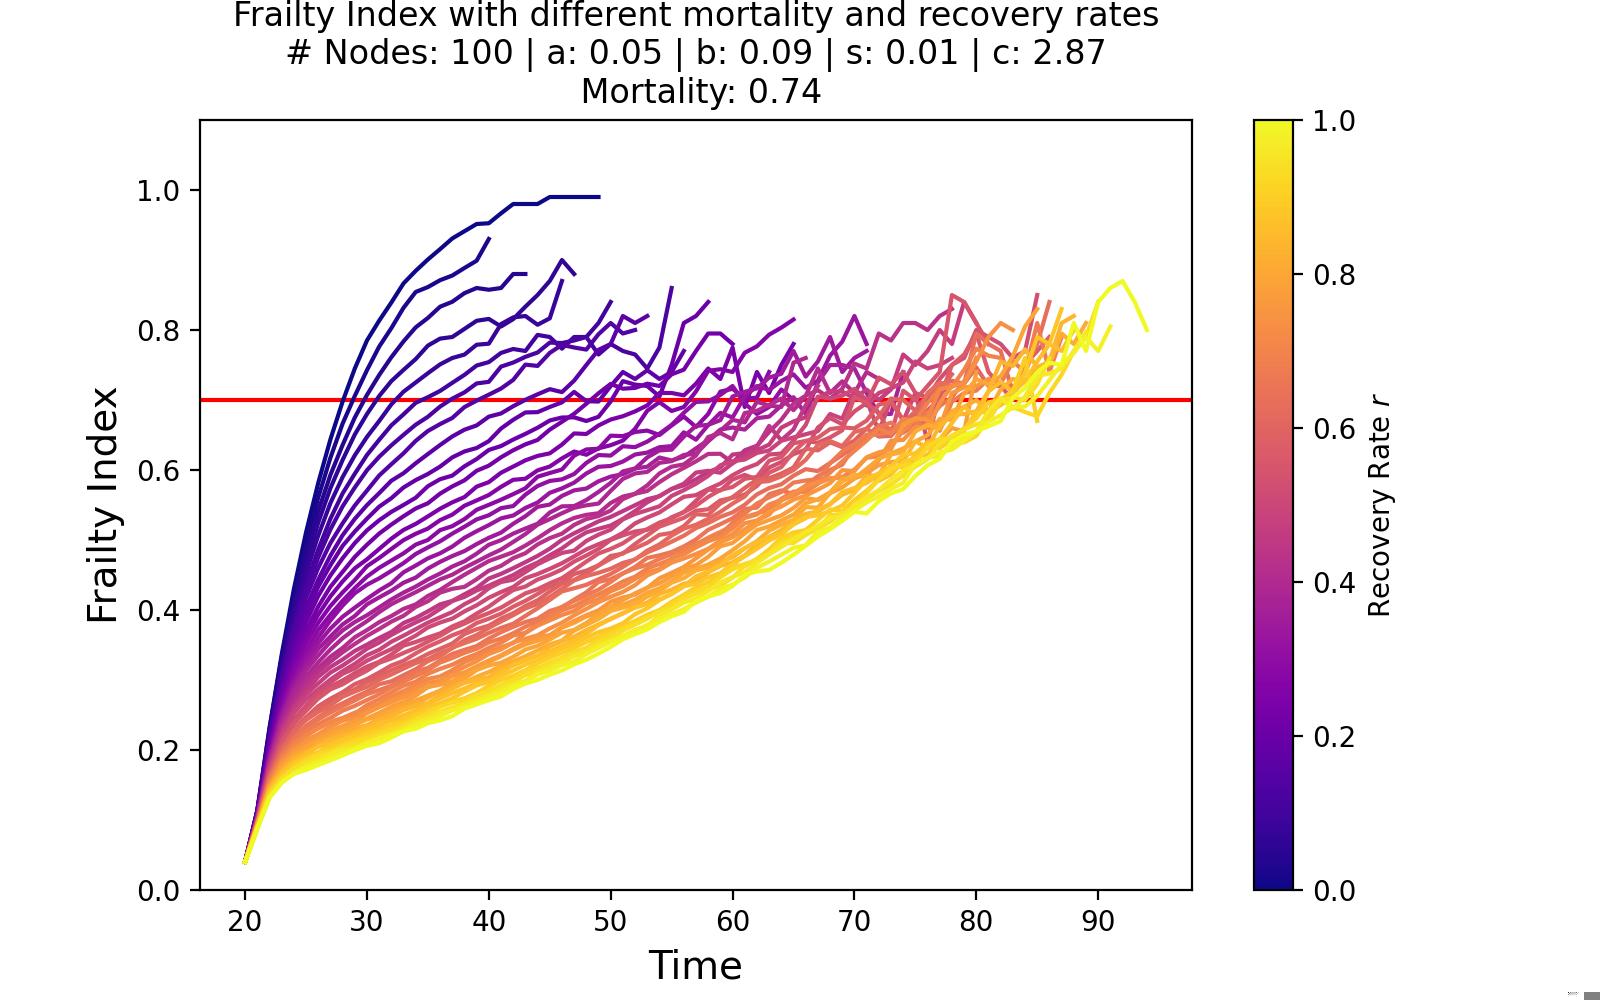 Frailty Index with different mortality and recovery rates
# Nodes: 100 | a: 0.05 | b: 0.09 | s: 0.01 | c: 2.87
Mortality: 0.74
1.0
0.8
0.6
0.4
0.2
0.0
Frailty Index
20 30 40 50 60 70 80 90
Time
1.0
0.8
0.6
0.4
0.2
0.0
Recovery Rate r